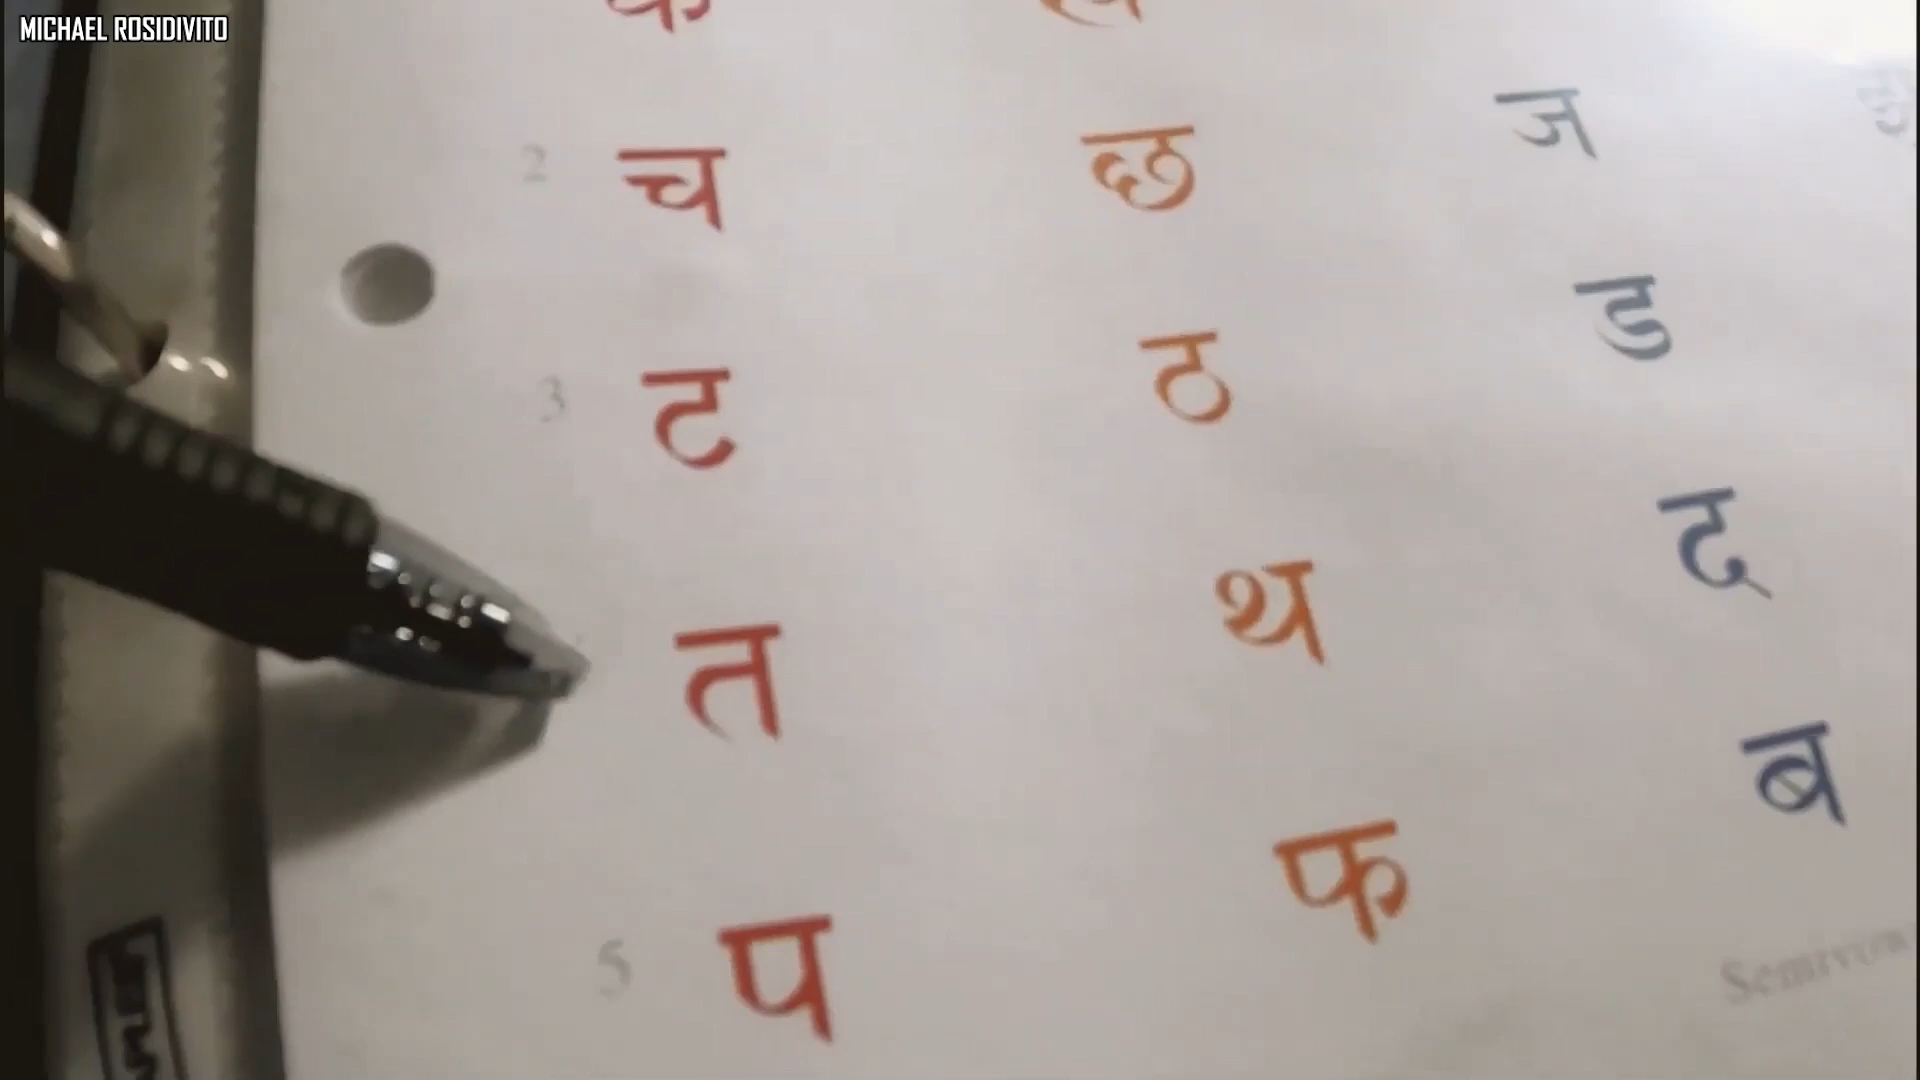 MICHAEL ROSIDIVITO
2 च छ ज
3 ट ठ ड
त थ द
5 प फ ब